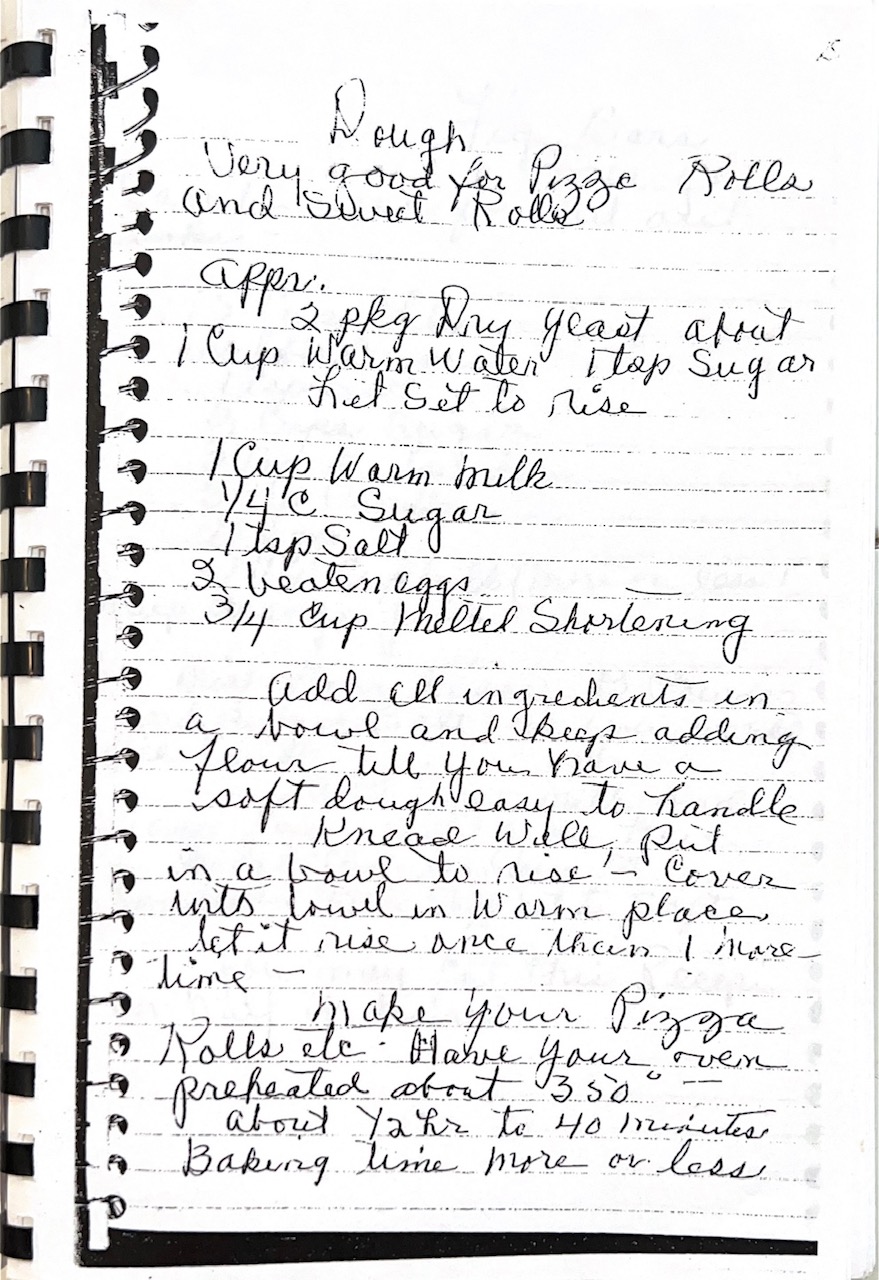 Dough
Very good for Pizza Rolls
and Sweet Rolls
appr.
2 pkg Dry yeast about
1 Cup Warm Water 1 tsp Sugar
Let Set to rise
1 Cup Warm milk
1/4 C Sugar
1 tsp Salt
2 beaten eggs
3/4 Cup Melted Shortening
add all ingredients in
a bowl and keep adding
flour till you have a
soft dough easy to handle
Knead Well, Put
in a bowl to rise - Cover
towel in Warm place
let it rise once than 1 more
time -
make your Pizza
Rolls etc. Have your oven
preheated about 350° -
about 1/2 hr to 40 minutes
Baking time more or less